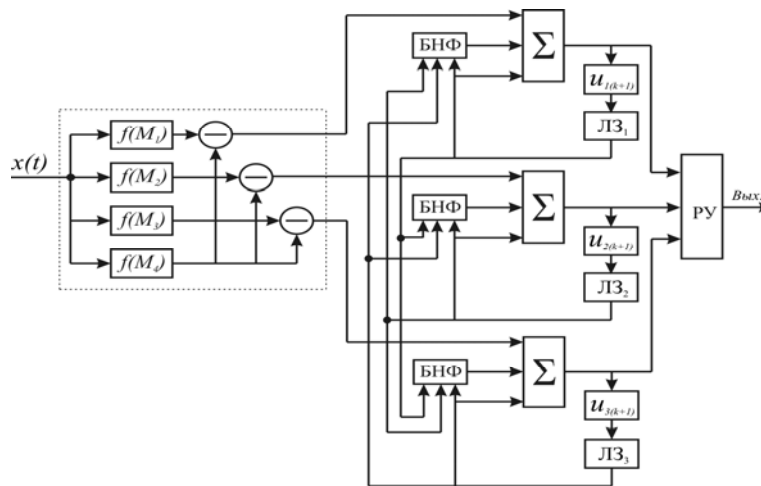 x(t)
f(M₁)
f(M₂)
f(M₃)
f(M₄)
БНФ
Σ
u₁₍ₖ₊₁₎
ЛЗ₁
БНФ
Σ
u₂₍ₖ₊₁₎
ЛЗ₂
БНФ
Σ
u₃₍ₖ₊₁₎
ЛЗ₃
РУ
Вых.